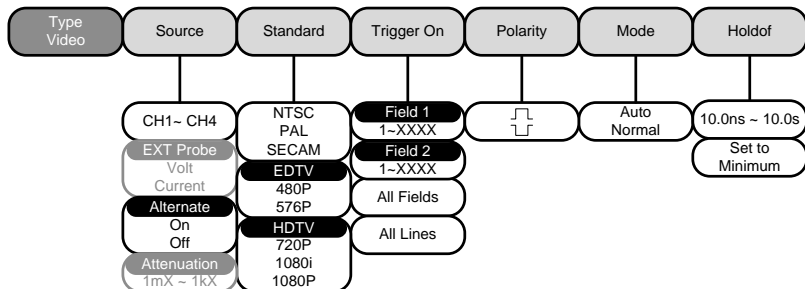 Type
Video
Source
Standard
Trigger On
Polarity
Mode
Holdof
CH1~ CH4
EXT Probe
Volt
Current
Alternate
On
Off
Attenuation
1mX ~ 1kX
NTSC
PAL
SECAM
EDTV
480P
576P
HDTV
720P
1080i
1080P
Field 1
1~XXXX
Field 2
1~XXXX
All Fields
All Lines
Auto
Normal
10.0ns ~ 10.0s
Set to
Minimum